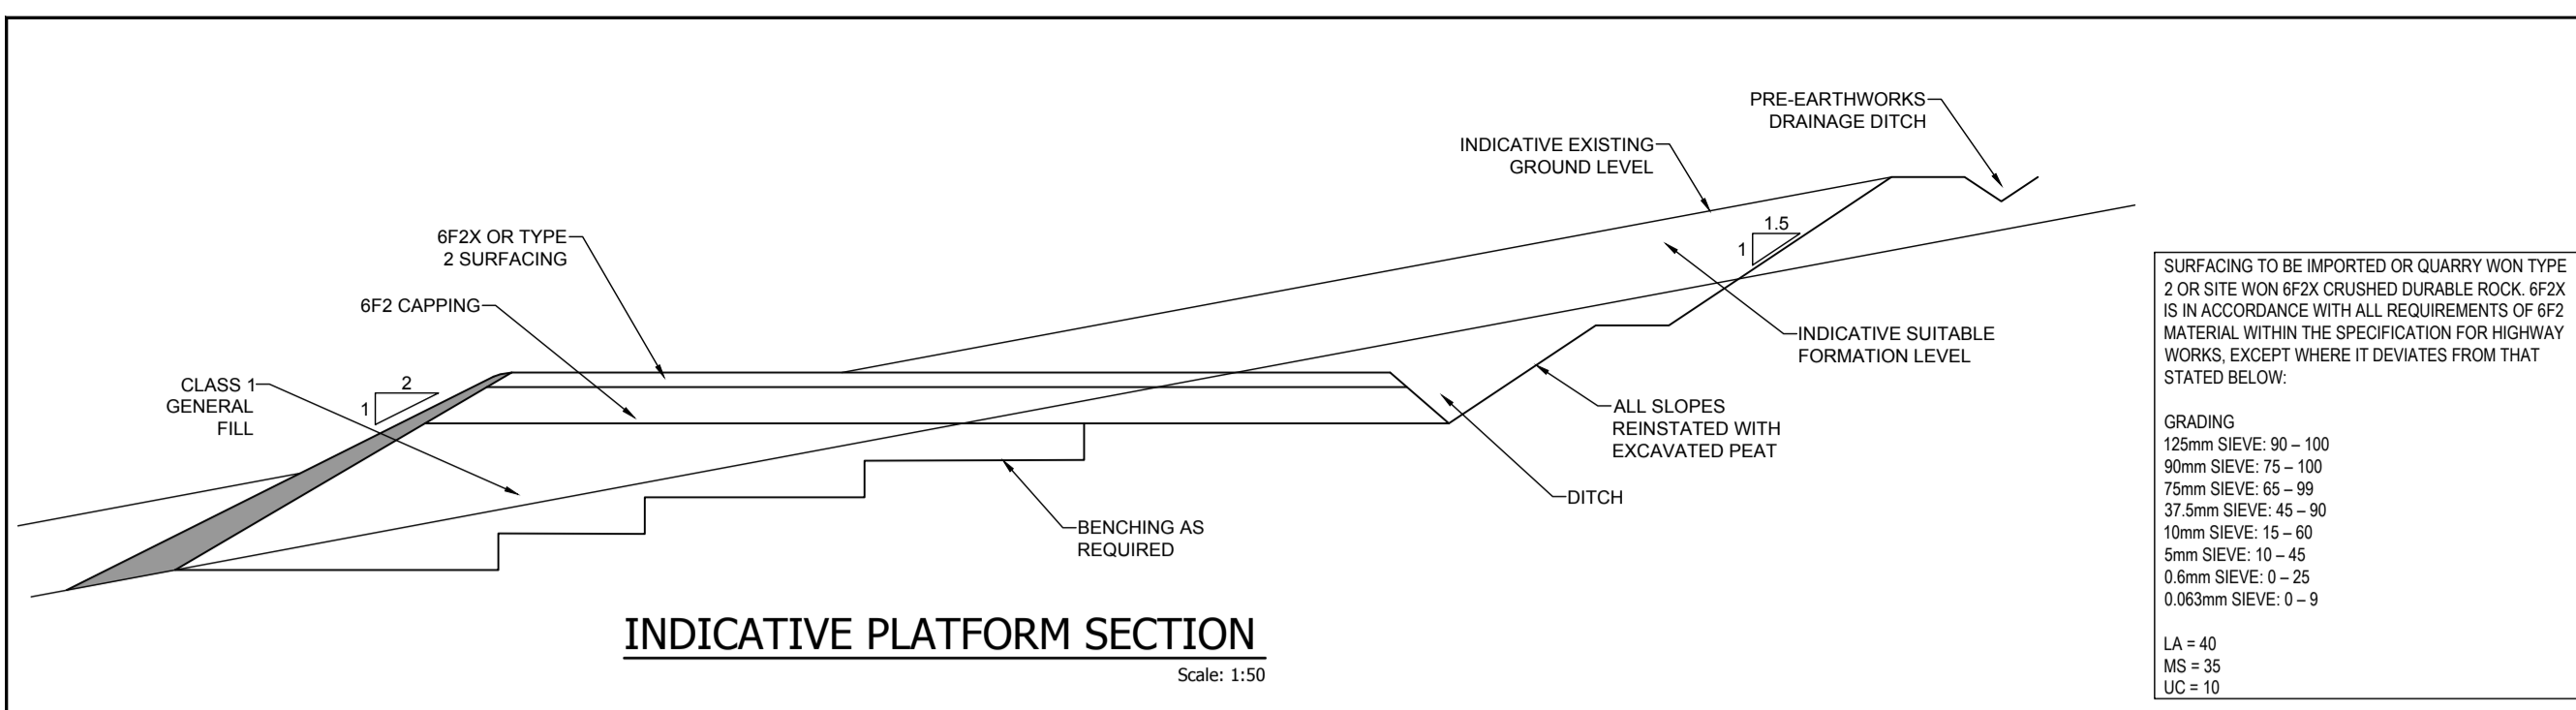 PRE-EARTHWORKS
DRAINAGE DITCH
INDICATIVE EXISTING
GROUND LEVEL
1.5
1
6F2X OR TYPE
2 SURFACING
6F2 CAPPING
INDICATIVE SUITABLE
FORMATION LEVEL
CLASS 1
GENERAL
FILL
2
1
ALL SLOPES
REINSTATED WITH
EXCAVATED PEAT
DITCH
BENCHING AS
REQUIRED
INDICATIVE PLATFORM SECTION
Scale: 1:50
SURFACING TO BE IMPORTED OR QUARRY WON TYPE
2 OR SITE WON 6F2X CRUSHED DURABLE ROCK. 6F2X
IS IN ACCORDANCE WITH ALL REQUIREMENTS OF 6F2
MATERIAL WITHIN THE SPECIFICATION FOR HIGHWAY
WORKS, EXCEPT WHERE IT DEVIATES FROM THAT
STATED BELOW:
GRADING
125mm SIEVE: 90 – 100
90mm SIEVE: 75 – 100
75mm SIEVE: 65 – 99
37.5mm SIEVE: 45 – 90
10mm SIEVE: 15 – 60
5mm SIEVE: 10 – 45
0.6mm SIEVE: 0 – 25
0.063mm SIEVE: 0 – 9
LA = 40
MS = 35
UC = 10